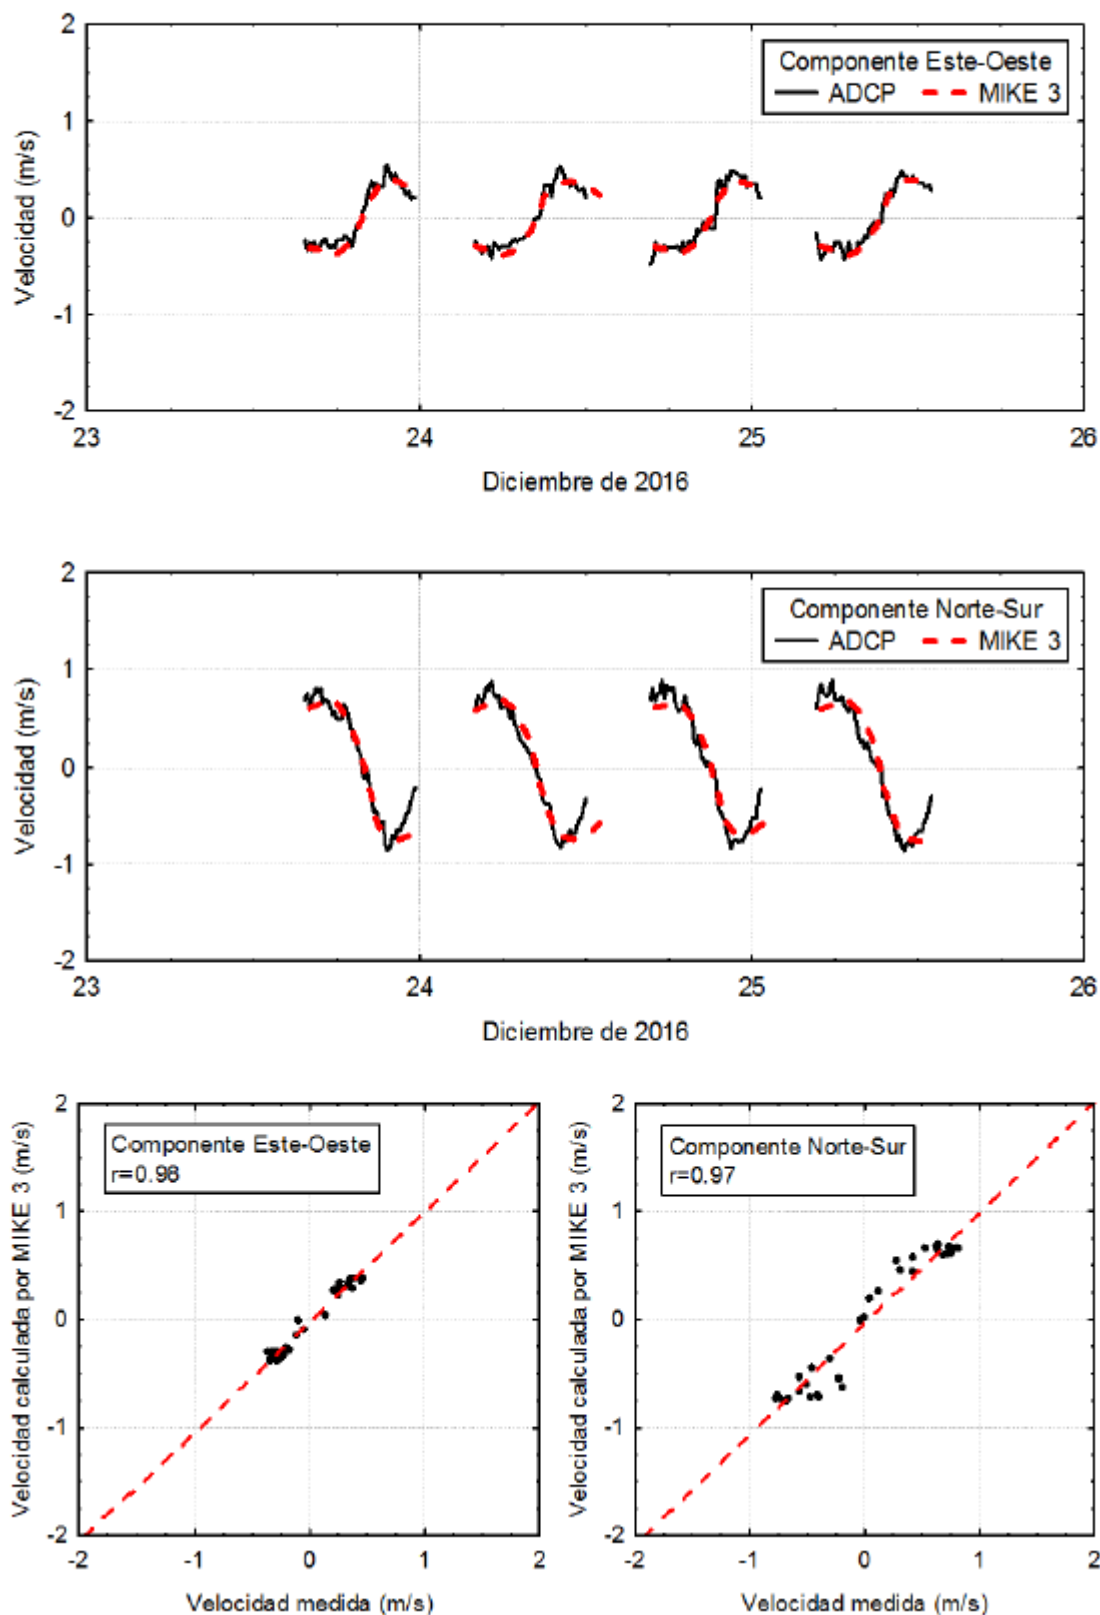 2
1
0
-1
-2
Velocidad (m/s)
Componente Este-Oeste
ADCP MIKE 3
23 24 25 26
Diciembre de 2016
2
1
0
-1
-2
Velocidad (m/s)
Componente Norte-Sur
ADCP MIKE 3
23 24 25 26
Diciembre de 2016
2
1
0
-1
-2
Velocidad calculada por MIKE 3 (m/s)
Componente Este-Oeste
r=0.98
-2 -1 0 1 2
Velocidad medida (m/s)
2
1
0
-1
-2
Velocidad calculada por MIKE 3 (m/s)
Componente Norte-Sur
r=0.97
-2 -1 0 1 2
Velocidad medida (m/s)